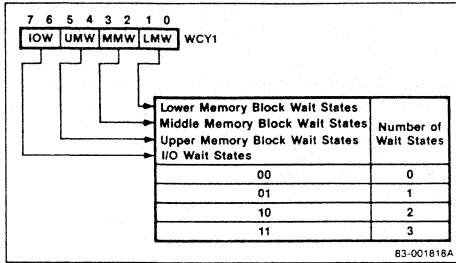 7 6 5 4 3 2 1 0
IOW UMW MMW LMW WCY1
Lower Memory Block Wait States
Middle Memory Block Wait States
Upper Memory Block Wait States
I/O Wait States
Number of
Wait States
00 0
01 1
10 2
11 3
83-001818A